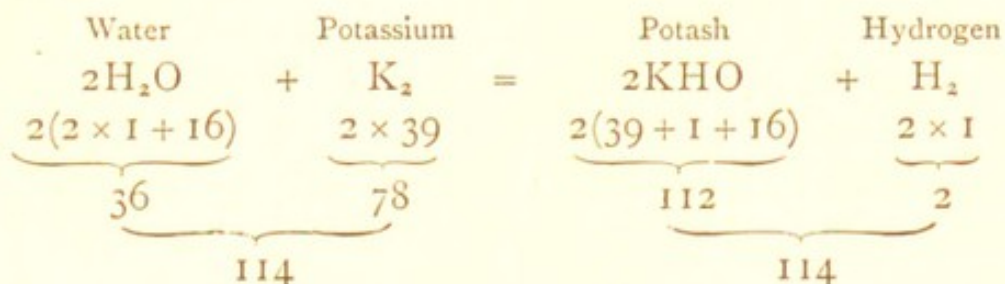 Water Potassium Potash Hydrogen
2H₂O + K₂ = 2KHO + H₂
2(2 × 1 + 16) 2 × 39 2(39 + 1 + 16) 2 × 1
36 78 112 2
114 114